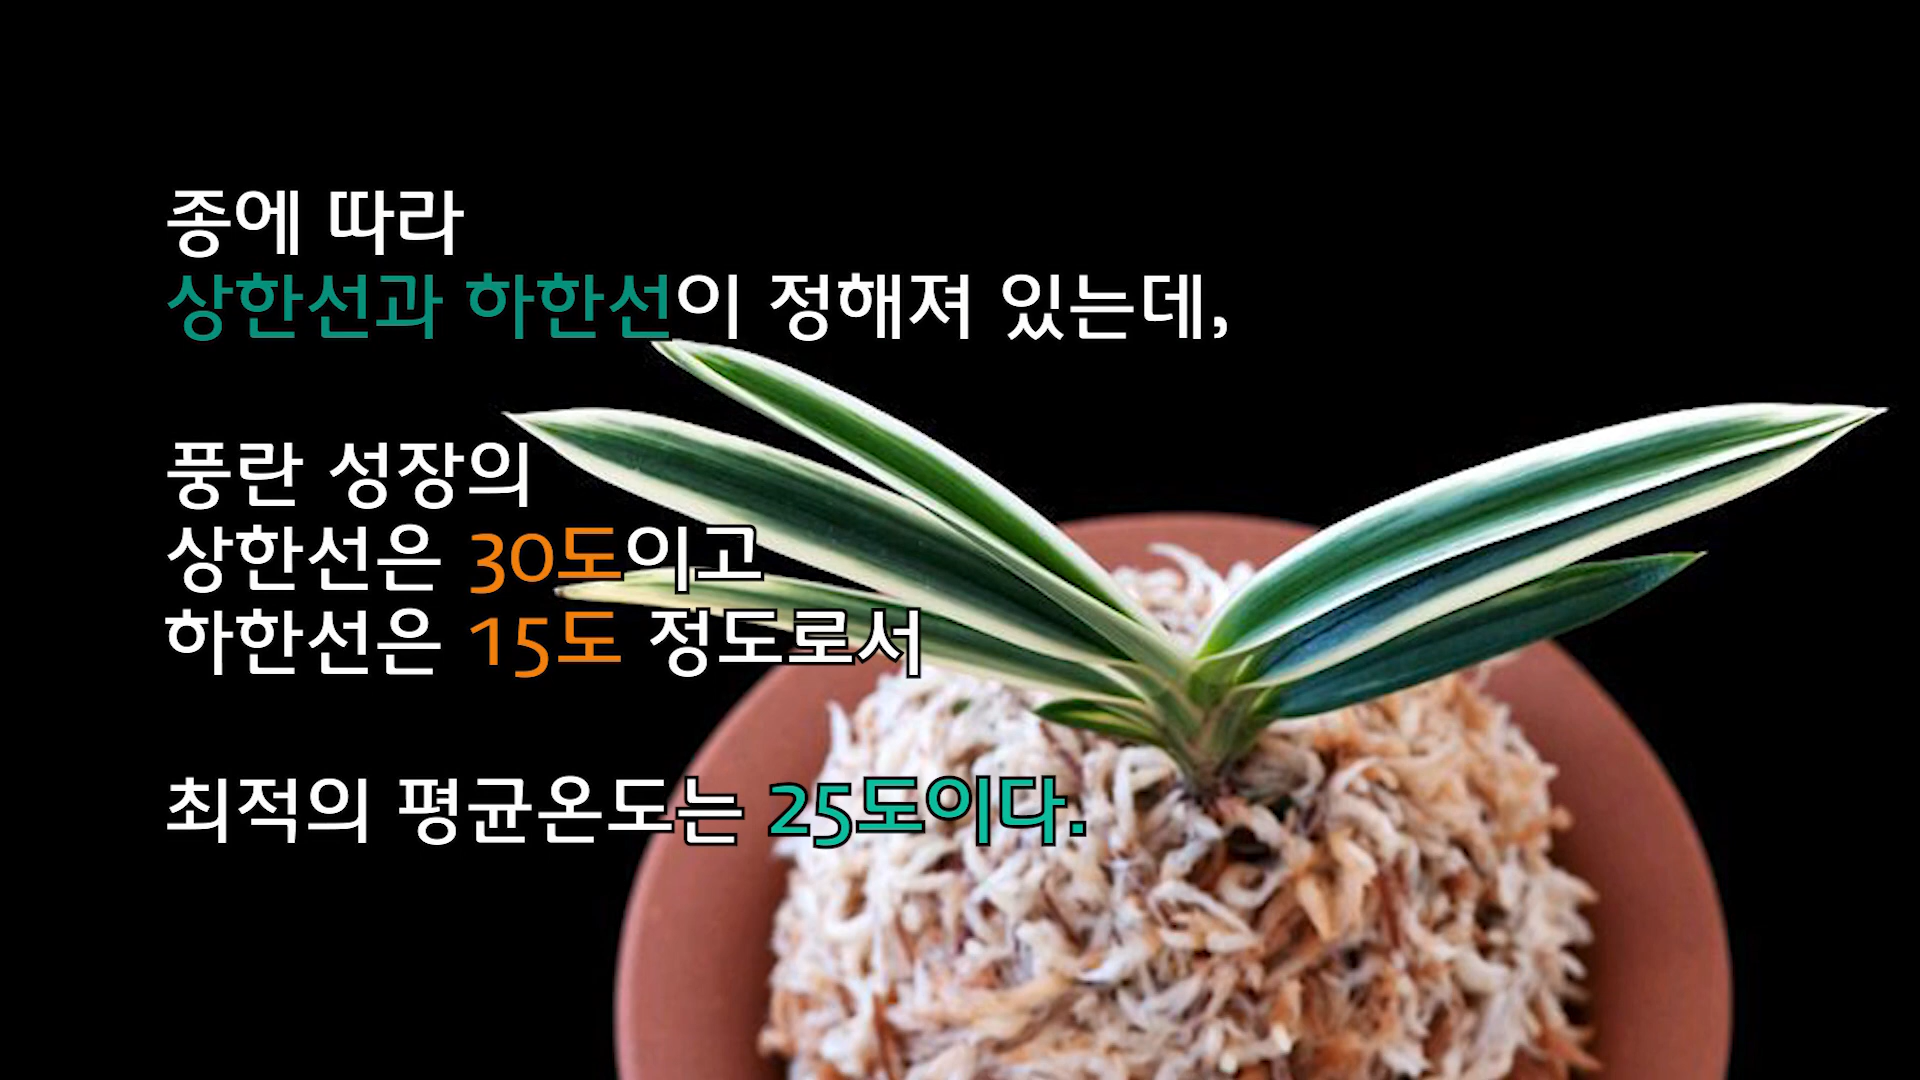 종에 따라
상한선과 하한선이 정해져 있는데,
풍란 성장의
상한선은 30도이고
하한선은 15도 정도로서
최적의 평균온도는 25도이다.